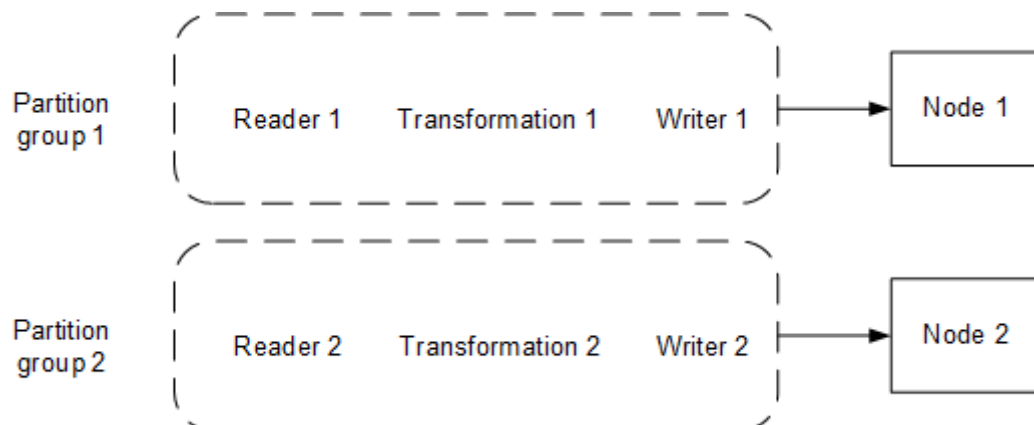 Partition
group 1
Reader 1 Transformation 1 Writer 1
Node 1
Partition
group 2
Reader 2 Transformation 2 Writer 2
Node 2